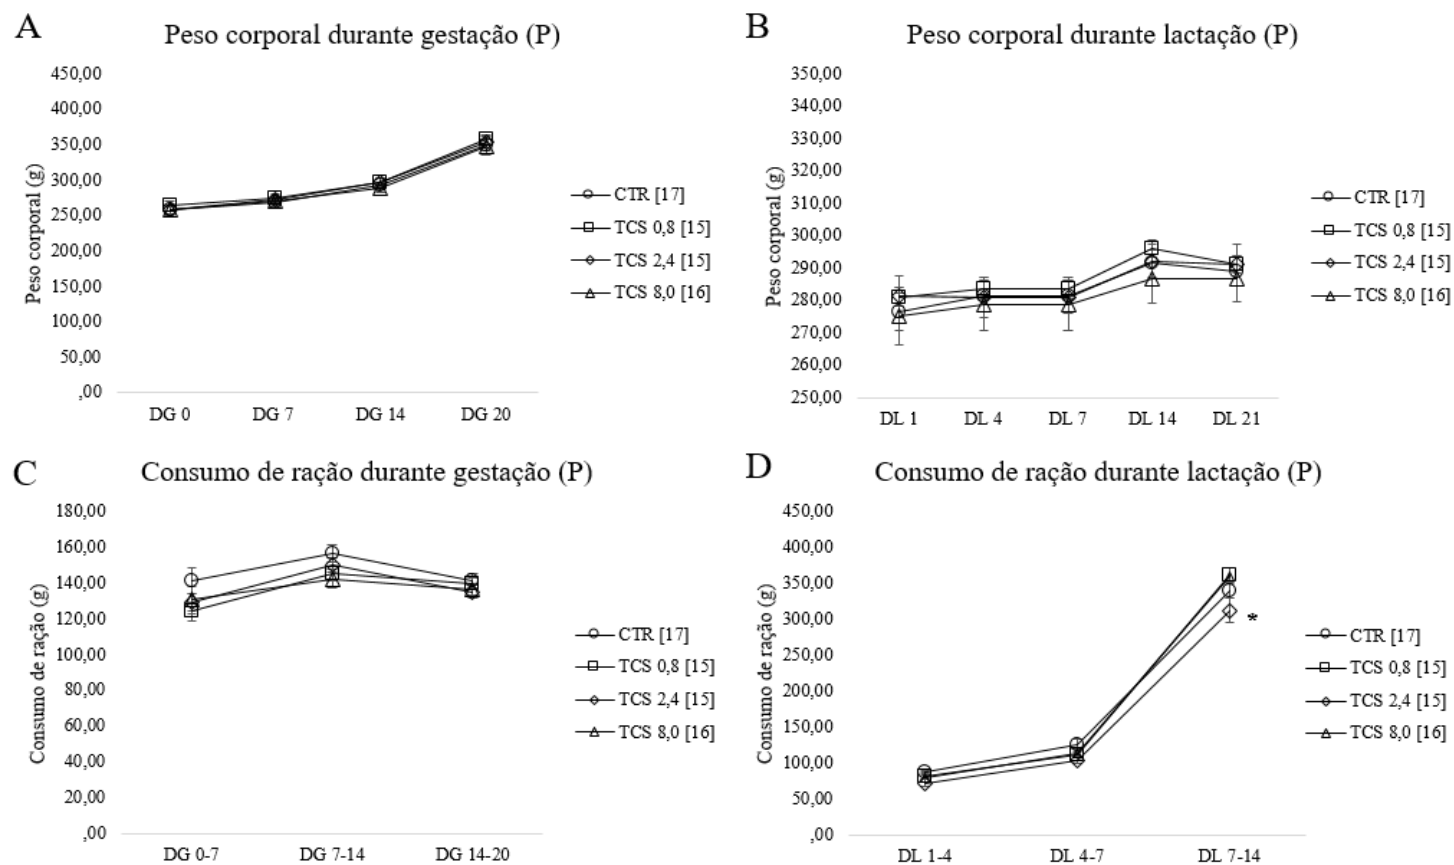 A
Peso corporal durante gestação (P)
450,00
400,00
350,00
300,00
250,00
200,00
150,00
100,00
50,00
,00
Peso corporal (g)
DG 0 DG 7 DG 14 DG 20
CTR [17]
TCS 0,8 [15]
TCS 2,4 [15]
TCS 8,0 [16]
B
Peso corporal durante lactação (P)
350,00
340,00
330,00
320,00
310,00
300,00
290,00
280,00
270,00
260,00
250,00
Peso corporal (g)
DL 1 DL 4 DL 7 DL 14 DL 21
CTR [17]
TCS 0,8 [15]
TCS 2,4 [15]
TCS 8,0 [16]
C
Consumo de ração durante gestação (P)
180,00
160,00
140,00
120,00
100,00
80,00
60,00
40,00
20,00
,00
Consumo de ração (g)
DG 0-7 DG 7-14 DG 14-20
CTR [17]
TCS 0,8 [15]
TCS 2,4 [15]
TCS 8,0 [16]
D
Consumo de ração durante lactação (P)
450,00
400,00
350,00
300,00
250,00
200,00
150,00
100,00
50,00
,00
Consumo de ração (g)
*
DL 1-4 DL 4-7 DL 7-14
CTR [17]
TCS 0,8 [15]
TCS 2,4 [15]
TCS 8,0 [16]